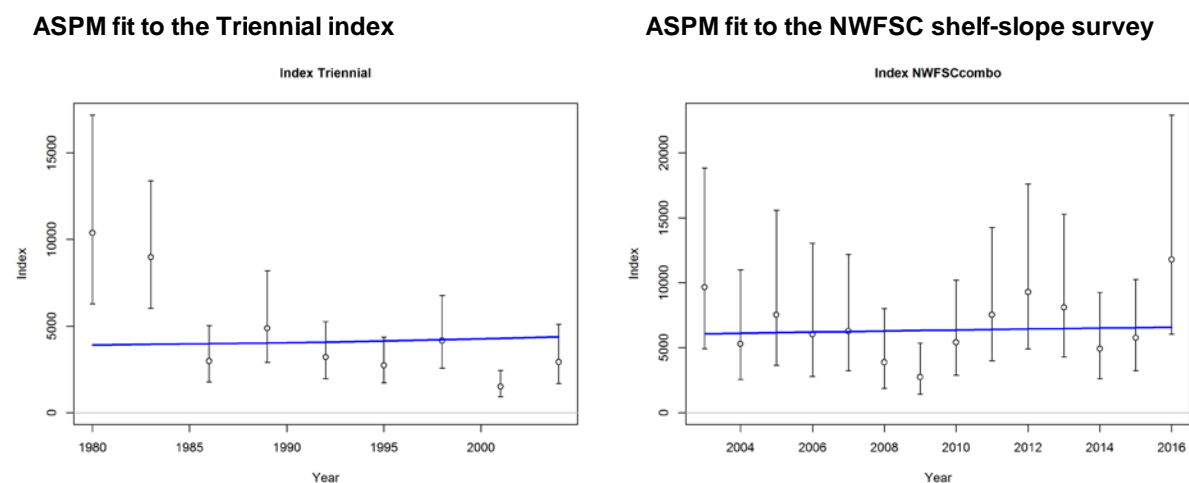 ASPM fit to the Triennial index
Index Triennial
Index
15000
10000
5000
0
1980
1985
1990
1995
2000
Year
ASPM fit to the NWFSC shelf-slope survey
Index NWFSCcombo
Index
20000
15000
10000
5000
0
2004
2006
2008
2010
2012
2014
2016
Year